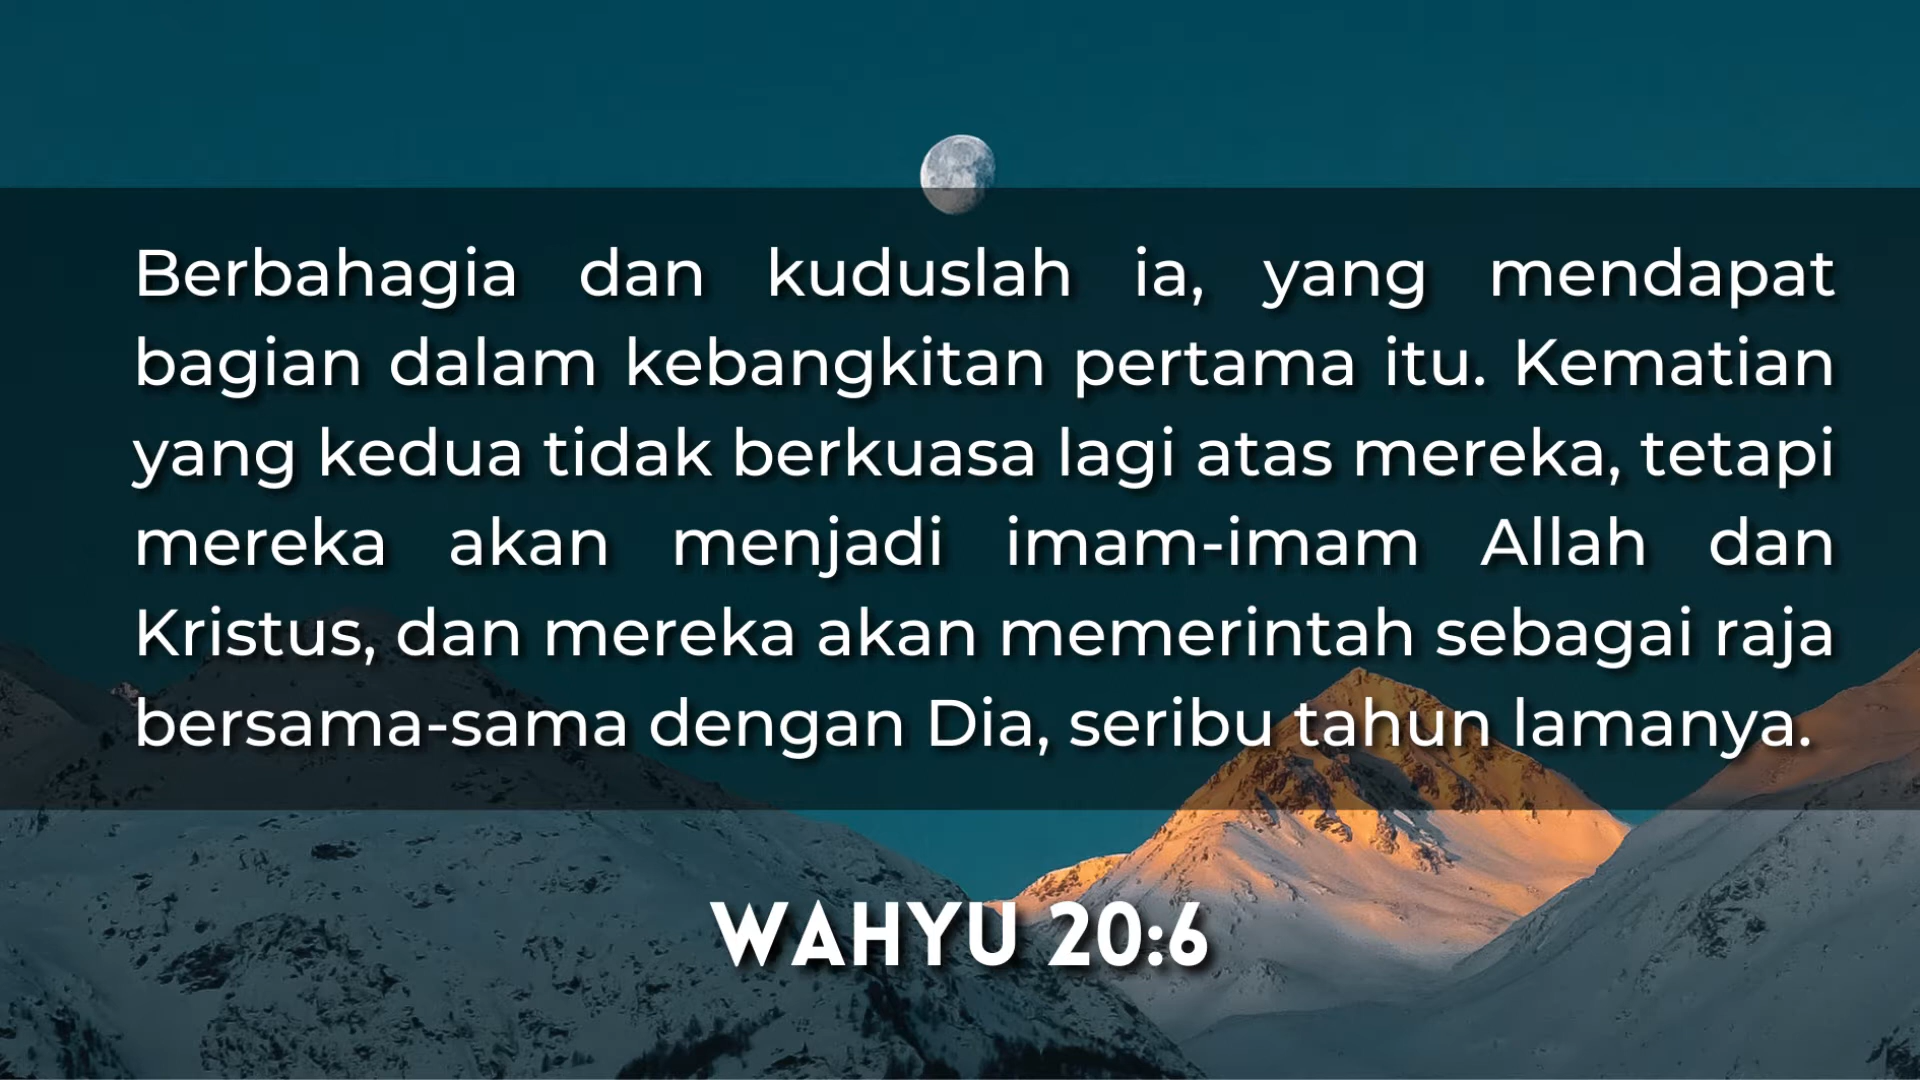 Berbahagia dan kuduslah ia, yang mendapat
bagian dalam kebangkitan pertama itu. Kematian
yang kedua tidak berkuasa lagi atas mereka, tetapi
mereka akan menjadi imam-imam Allah dan
Kristus, dan mereka akan memerintah sebagai raja
bersama-sama dengan Dia, seribu tahun lamanya.
WAHYU 20:6